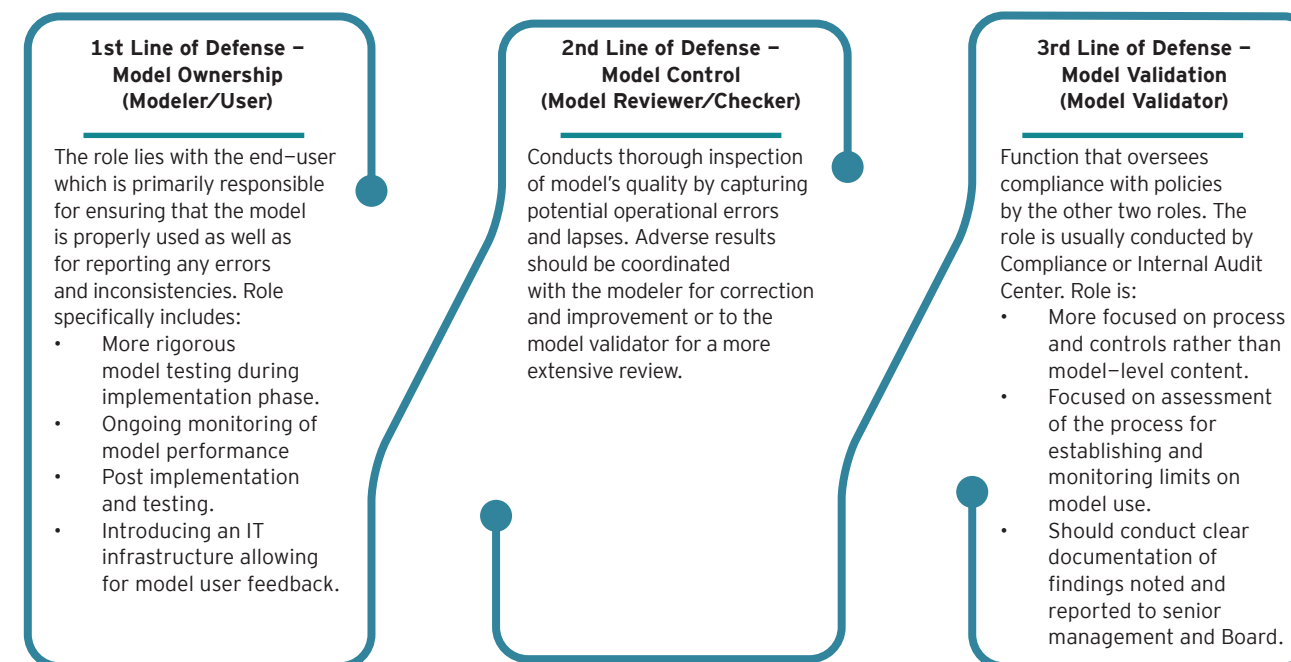 1st Line of Defense –
Model Ownership
(Modeler/User)
The role lies with the end–user
which is primarily responsible
for ensuring that the model
is properly used as well as
for reporting any errors
and inconsistencies. Role
specifically includes:
• More rigorous
model testing during
implementation phase.
• Ongoing monitoring of
model performance
• Post implementation
and testing.
• Introducing an IT
infrastructure allowing
for model user feedback.
2nd Line of Defense –
Model Control
(Model Reviewer/Checker)
Conducts thorough inspection
of model's quality by capturing
potential operational errors
and lapses. Adverse results
should be coordinated
with the modeler for correction
and improvement or to the
model validator for a more
extensive review.
3rd Line of Defense –
Model Validation
(Model Validator)
Function that oversees
compliance with policies
by the other two roles. The
role is usually conducted by
Compliance or Internal Audit
Center. Role is:
• More focused on process
and controls rather than
model–level content.
• Focused on assessment
of the process for
establishing and
monitoring limits on
model use.
• Should conduct clear
documentation of
findings noted and
reported to senior
management and Board.